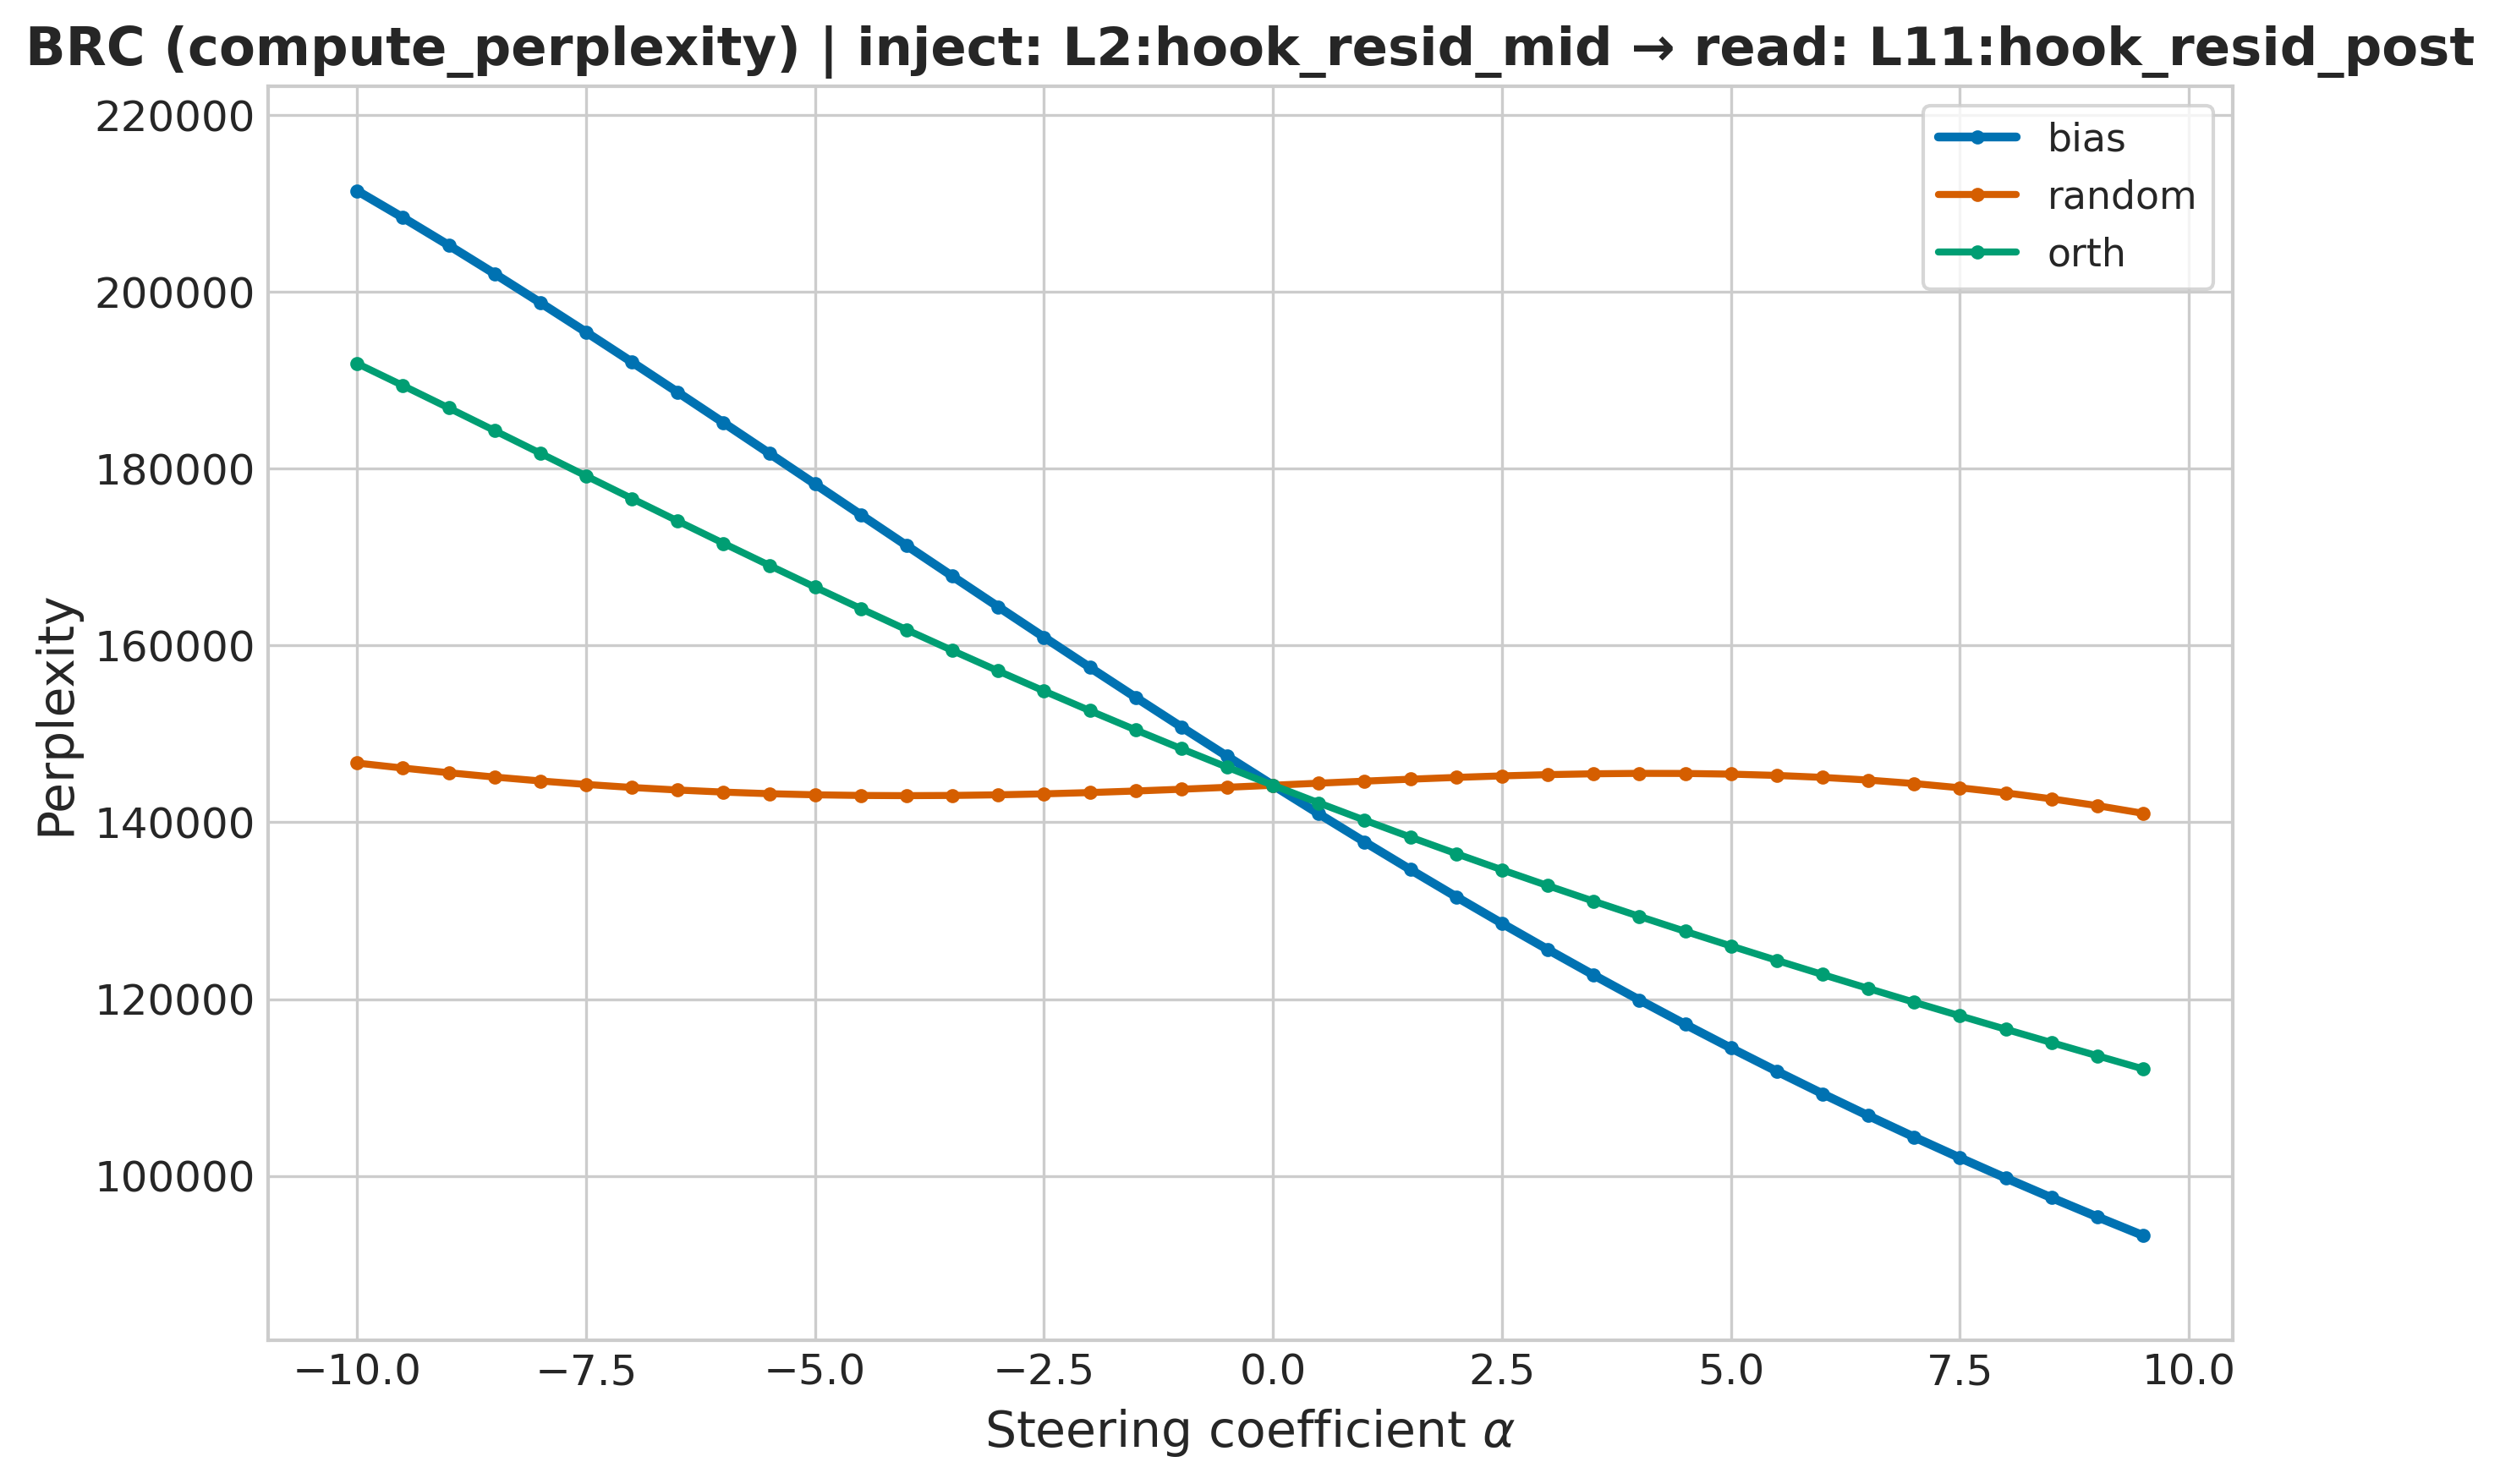 BRC (compute_perplexity) | inject: L2:hook_resid_mid → read: L11:hook_resid_post
220000
200000
180000
160000
140000
120000
100000
Perplexity
bias
random
orth
−10.0 −7.5 −5.0 −2.5 0.0 2.5 5.0 7.5 10.0
Steering coefficient α